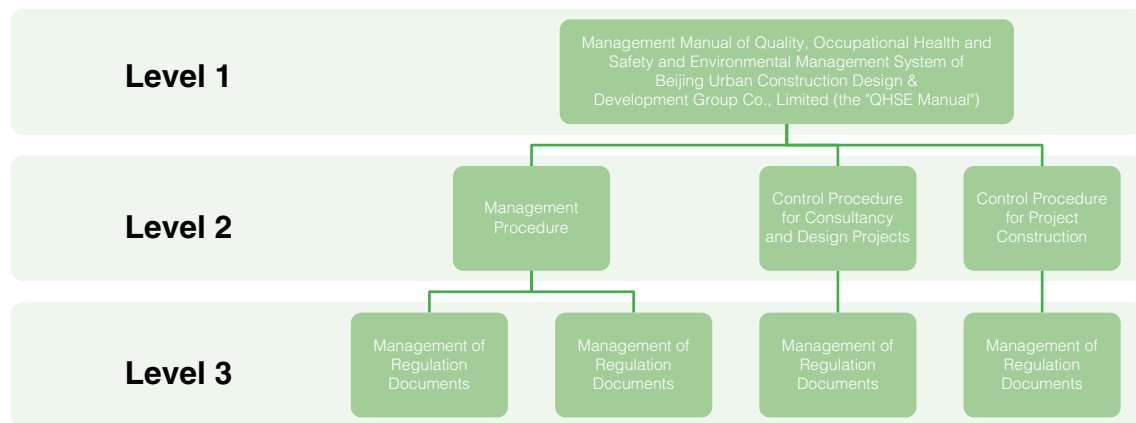 Level 1
Management Manual of Quality, Occupational Health and
Safety and Environmental Management System of
Beijing Urban Construction Design &
Development Group Co., Limited (the "QHSE Manual")
Level 2
Management
Procedure
Control Procedure
for Consultancy
and Design Projects
Control Procedure
for Project
Construction
Level 3
Management of
Regulation
Documents
Management of
Regulation
Documents
Management of
Regulation
Documents
Management of
Regulation
Documents